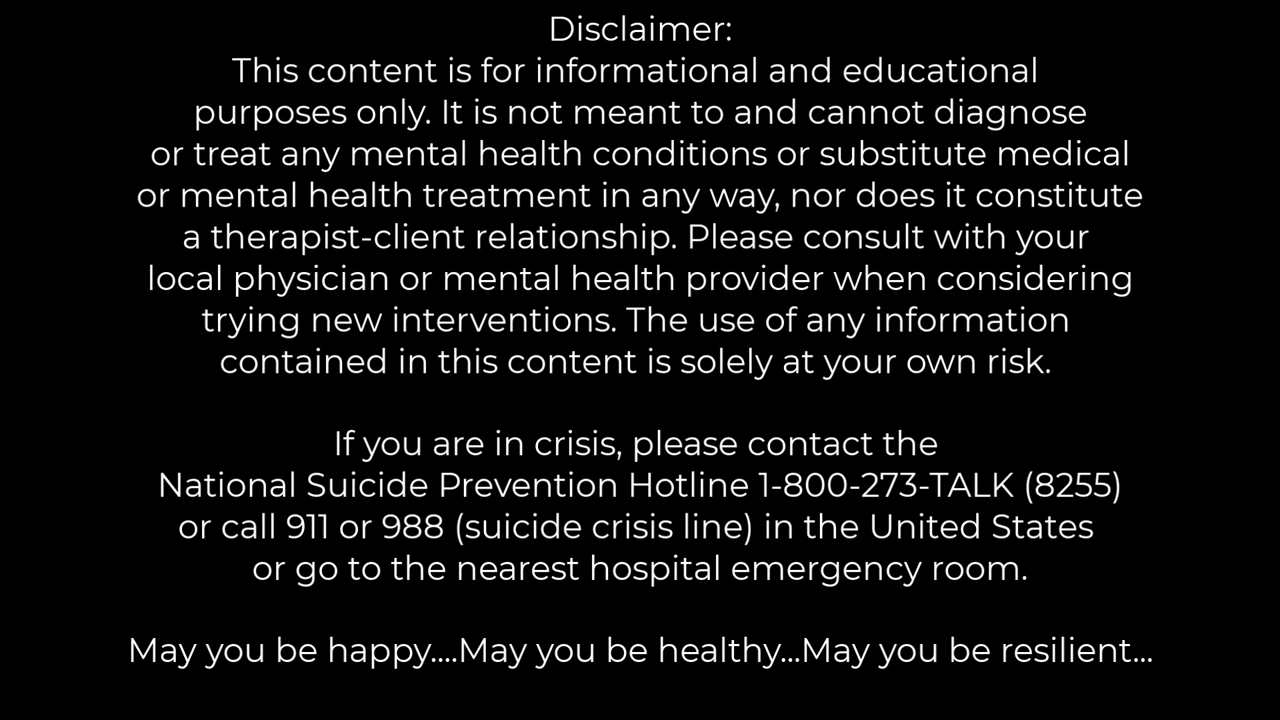 Disclaimer:
This content is for informational and educational
purposes only. It is not meant to and cannot diagnose
or treat any mental health conditions or substitute medical
or mental health treatment in any way, nor does it constitute
a therapist-client relationship. Please consult with your
local physician or mental health provider when considering
trying new interventions. The use of any information
contained in this content is solely at your own risk.
If you are in crisis, please contact the
National Suicide Prevention Hotline 1-800-273-TALK (8255)
or call 911 or 988 (suicide crisis line) in the United States
or go to the nearest hospital emergency room.
May you be happy....May you be healthy...May you be resilient...